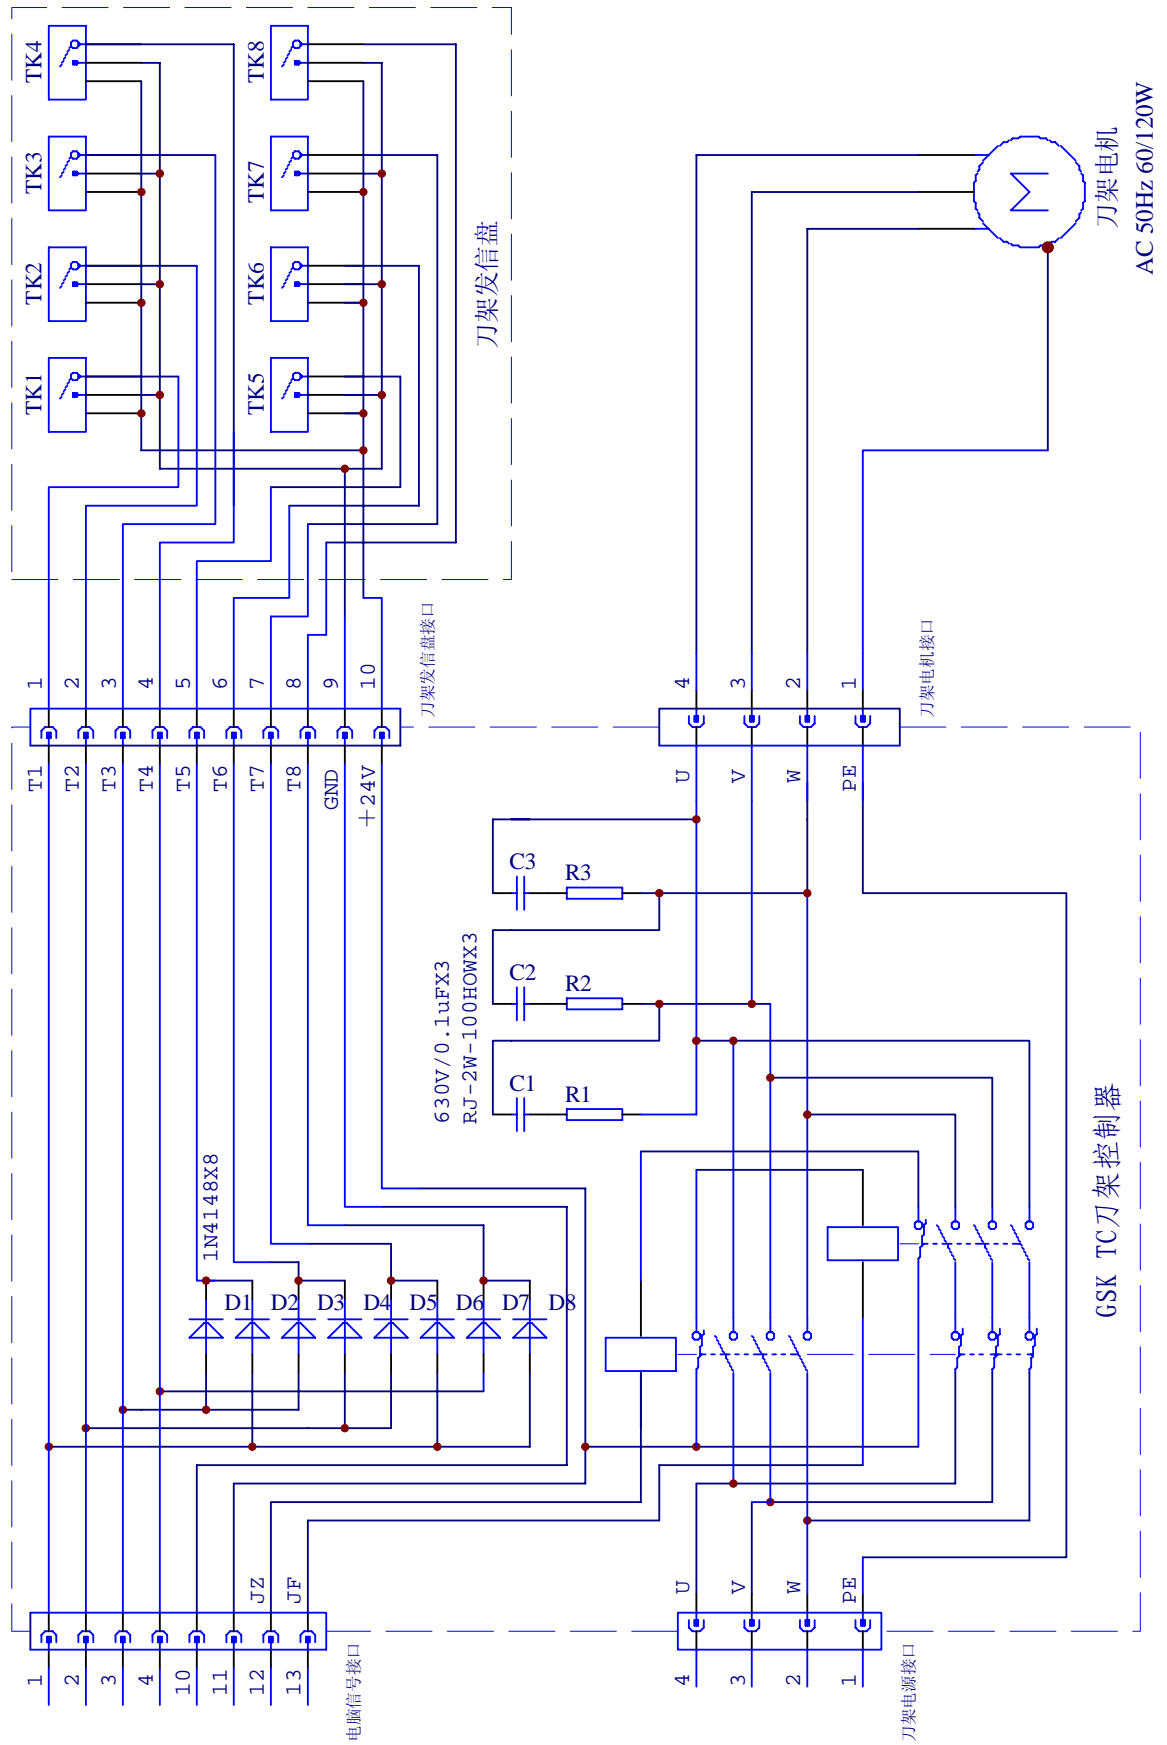 TK4
TK3
TK2
TK1
TK8
TK7
TK6
TK5
刀架发信盘
刀架电机
AC 50Hz 60/120W
1
2
3
4
5
6
7
8
9
10
刀架发信盘接口
T1
T2
T3
T4
T5
T6
T7
T8
GND
+24V
4
3
2
1
刀架电机接口
U
V
W
PE
C3
R3
C2
R2
C1
R1
630V/0.1uFX3
RJ-2W-100HOWX3
1N4148X8
D1
D2
D3
D4
D5
D6
D7
D8
GSK TC刀架控制器
JZ
JF
1
2
3
4
10
11
12
13
电脑信号接口
U
V
W
PE
4
3
2
1
刀架电源接口